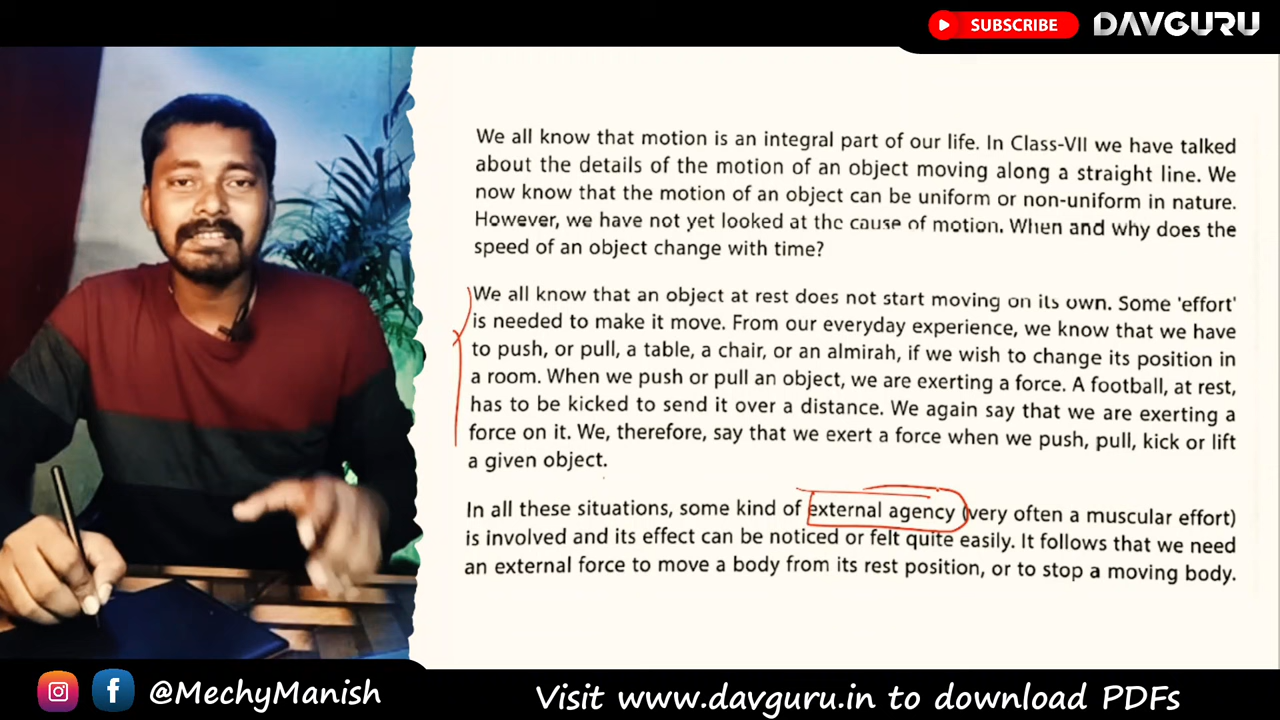 SUBSCRIBE DAVGURU
We all know that motion is an integral part of our life. In Class-VII we have talked
about the details of the motion of an object moving along a straight line. We
now know that the motion of an object can be uniform or non-uniform in nature.
However, we have not yet looked at the cause of motion. When and why does the
speed of an object change with time?
We all know that an object at rest does not start moving on its own. Some 'effort'
is needed to make it move. From our everyday experience, we know that we have
to push, or pull, a table, a chair, or an almirah, if we wish to change its position in
a room. When we push or pull an object, we are exerting a force. A football, at rest,
has to be kicked to send it over a distance. We again say that we are exerting a
force on it. We, therefore, say that we exert a force when we push, pull, kick or lift
a given object.
In all these situations, some kind of external agency (very often a muscular effort)
is involved and its effect can be noticed or felt quite easily. It follows that we need
an external force to move a body from its rest position, or to stop a moving body.
@MechyManish
Visit www.davguru.in to download PDFs